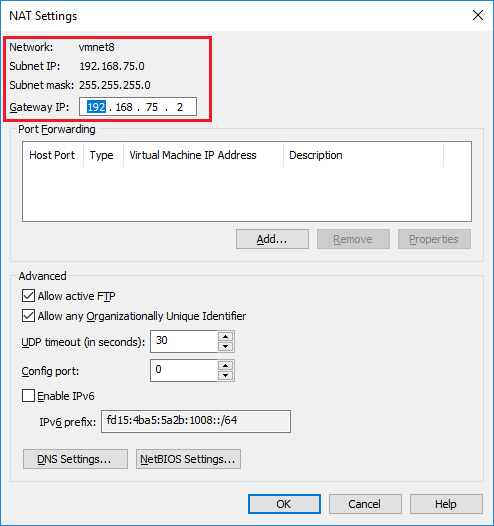 NAT Settings
Network: vmnet8
Subnet IP: 192.168.75.0
Subnet mask: 255.255.255.0
Gateway IP: 192 . 168 . 75 . 2
Port Forwarding
Host Port Type Virtual Machine IP Address Description
Add... Remove Properties
Advanced
Allow active FTP
Allow any Organizationally Unique Identifier
UDP timeout (in seconds): 30
Config port: 0
Enable IPv6
IPv6 prefix: fd15:4ba5:5a2b:1008::/64
DNS Settings... NetBIOS Settings...
OK Cancel Help